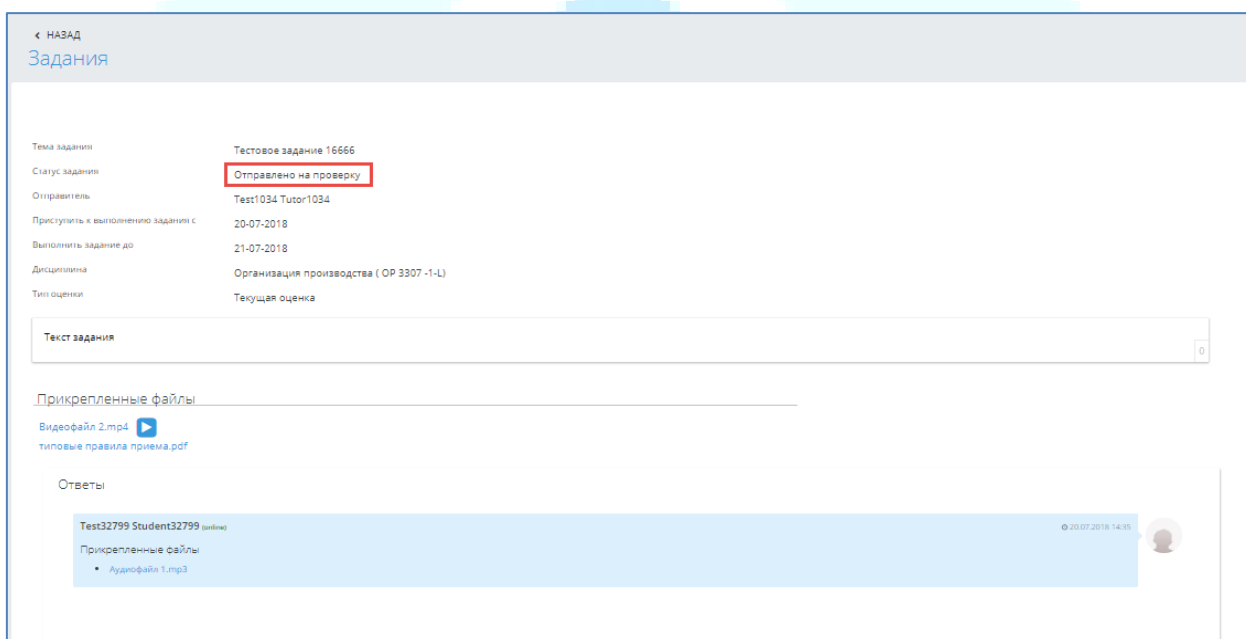 НАЗАД
Задания
Тема задания Тестовое задание 16666
Статус задания Отправлено на проверку
Отправитель Test1034 Tutor1034
Приступить к выполнению задания с 20-07-2018
Выполнить задание до 21-07-2018
Дисциплина Организация производства ( OP 3307 -1-L)
Тип оценки Текущая оценка
Текст задания
0
Прикрепленные файлы
Видеофайл 2.mp4
типовые правила приема.pdf
Ответы
Test32799 Student32799 (online) 20.07.2018 14:35
Прикрепленные файлы
• Аудиофайл 1.mp3